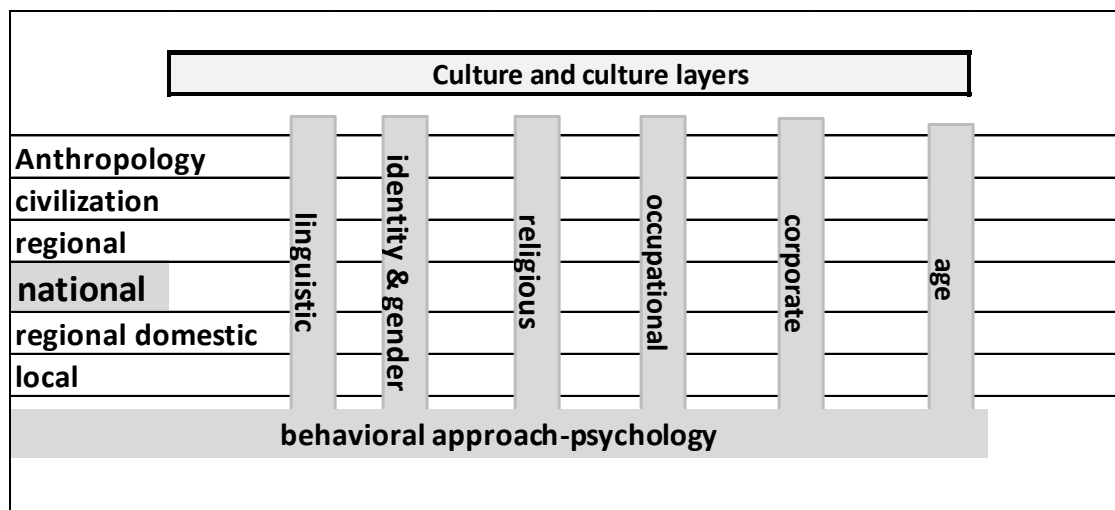 Culture and culture layers
Anthropology
civilization
regional
national
regional domestic
local
linguistic
identity & gender
religious
occupational
corporate
age
behavioral approach-psychology